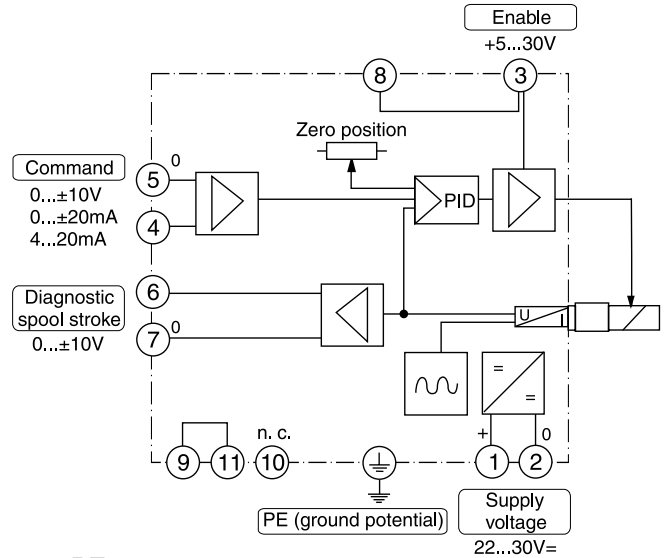 Enable
+5...30V
8
3
Zero position
Command
0...±10V
0...±20mA
4...20mA
5
0
4
PID
Diagnostic
spool stroke
0...±10V
6
7
0
U
I
=
=
n. c.
+
0
9
11
10
1
2
PE (ground potential)
Supply
voltage
22...30V=